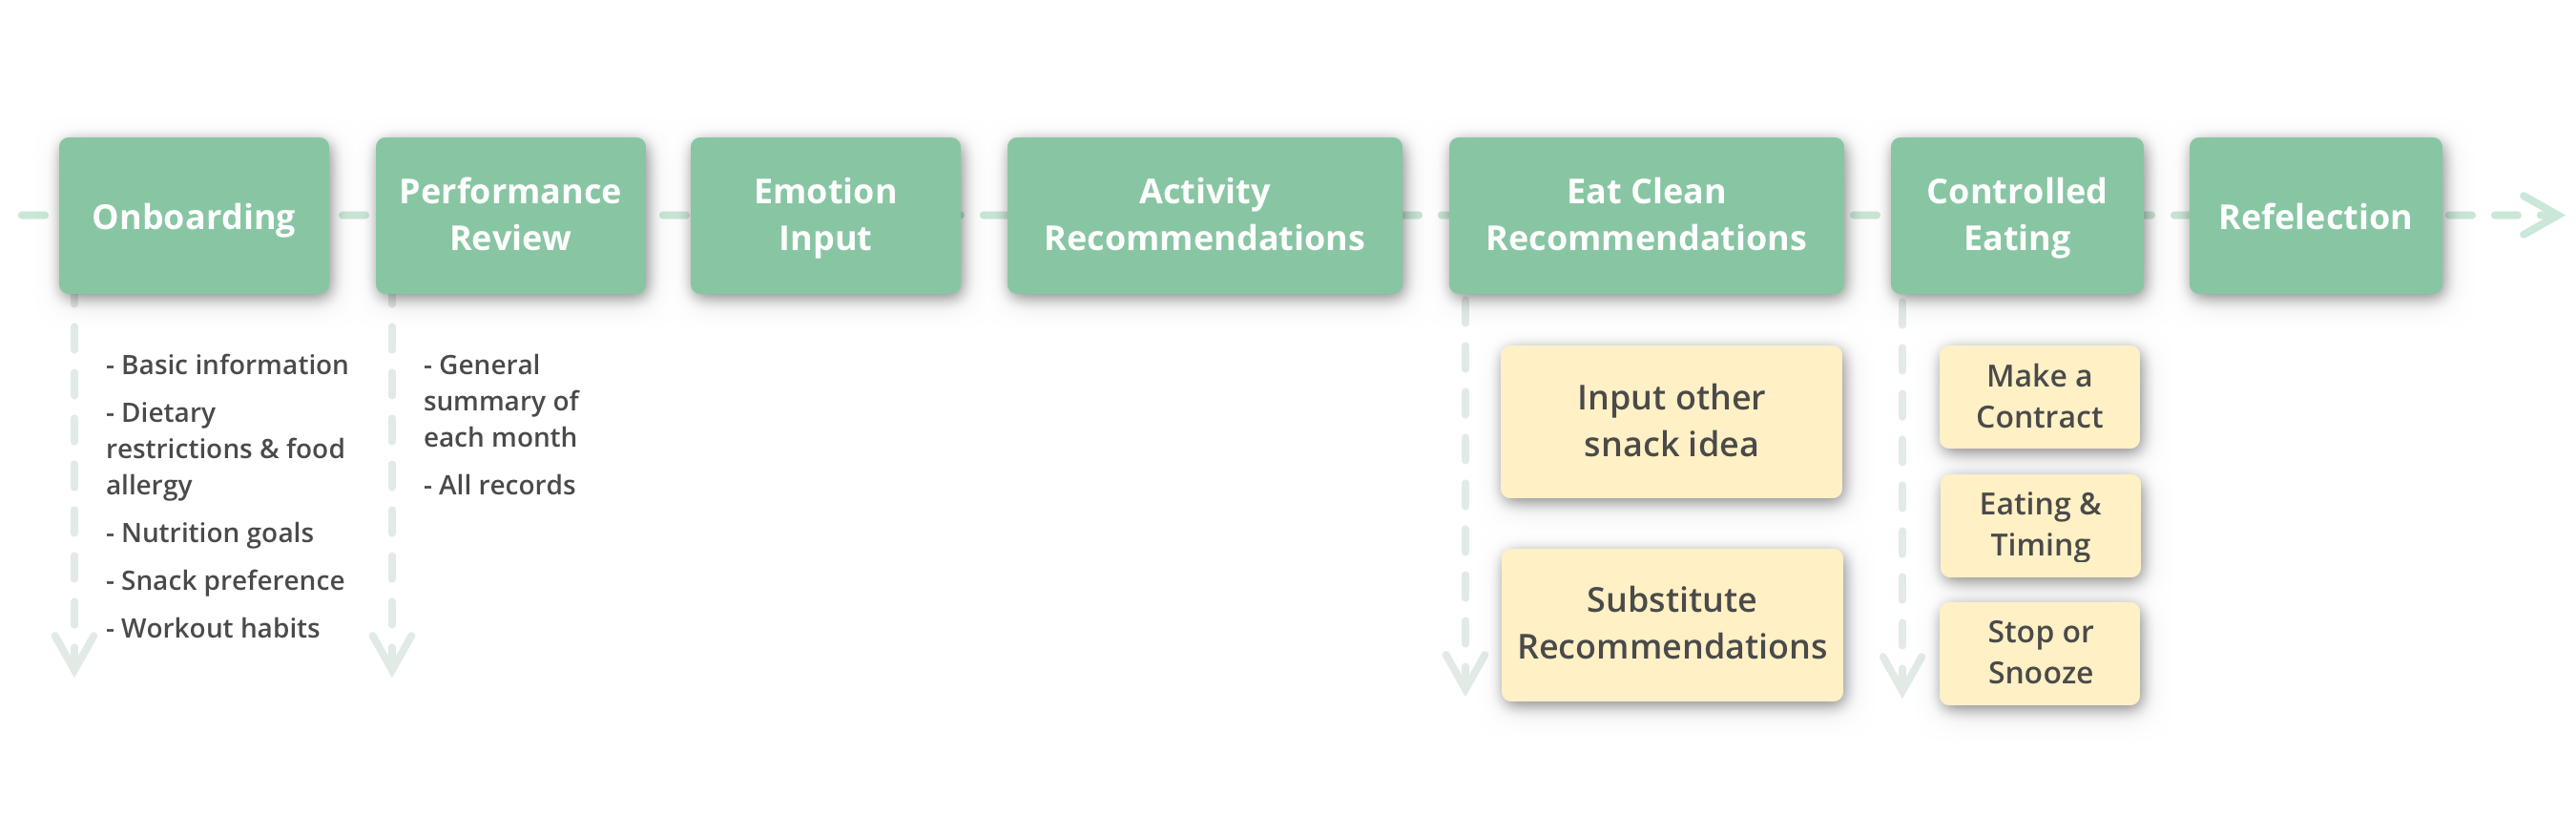 Onboarding
Performance
Review
Emotion
Input
Activity
Recommendations
Eat Clean
Recommendations
Controlled
Eating
Refelection
- Basic information
- Dietary
restrictions & food
allergy
- Nutrition goals
- Snack preference
- Workout habits
- General
summary of
each month
- All records
Input other
snack idea
Substitute
Recommendations
Make a
Contract
Eating &
Timing
Stop or
Snooze